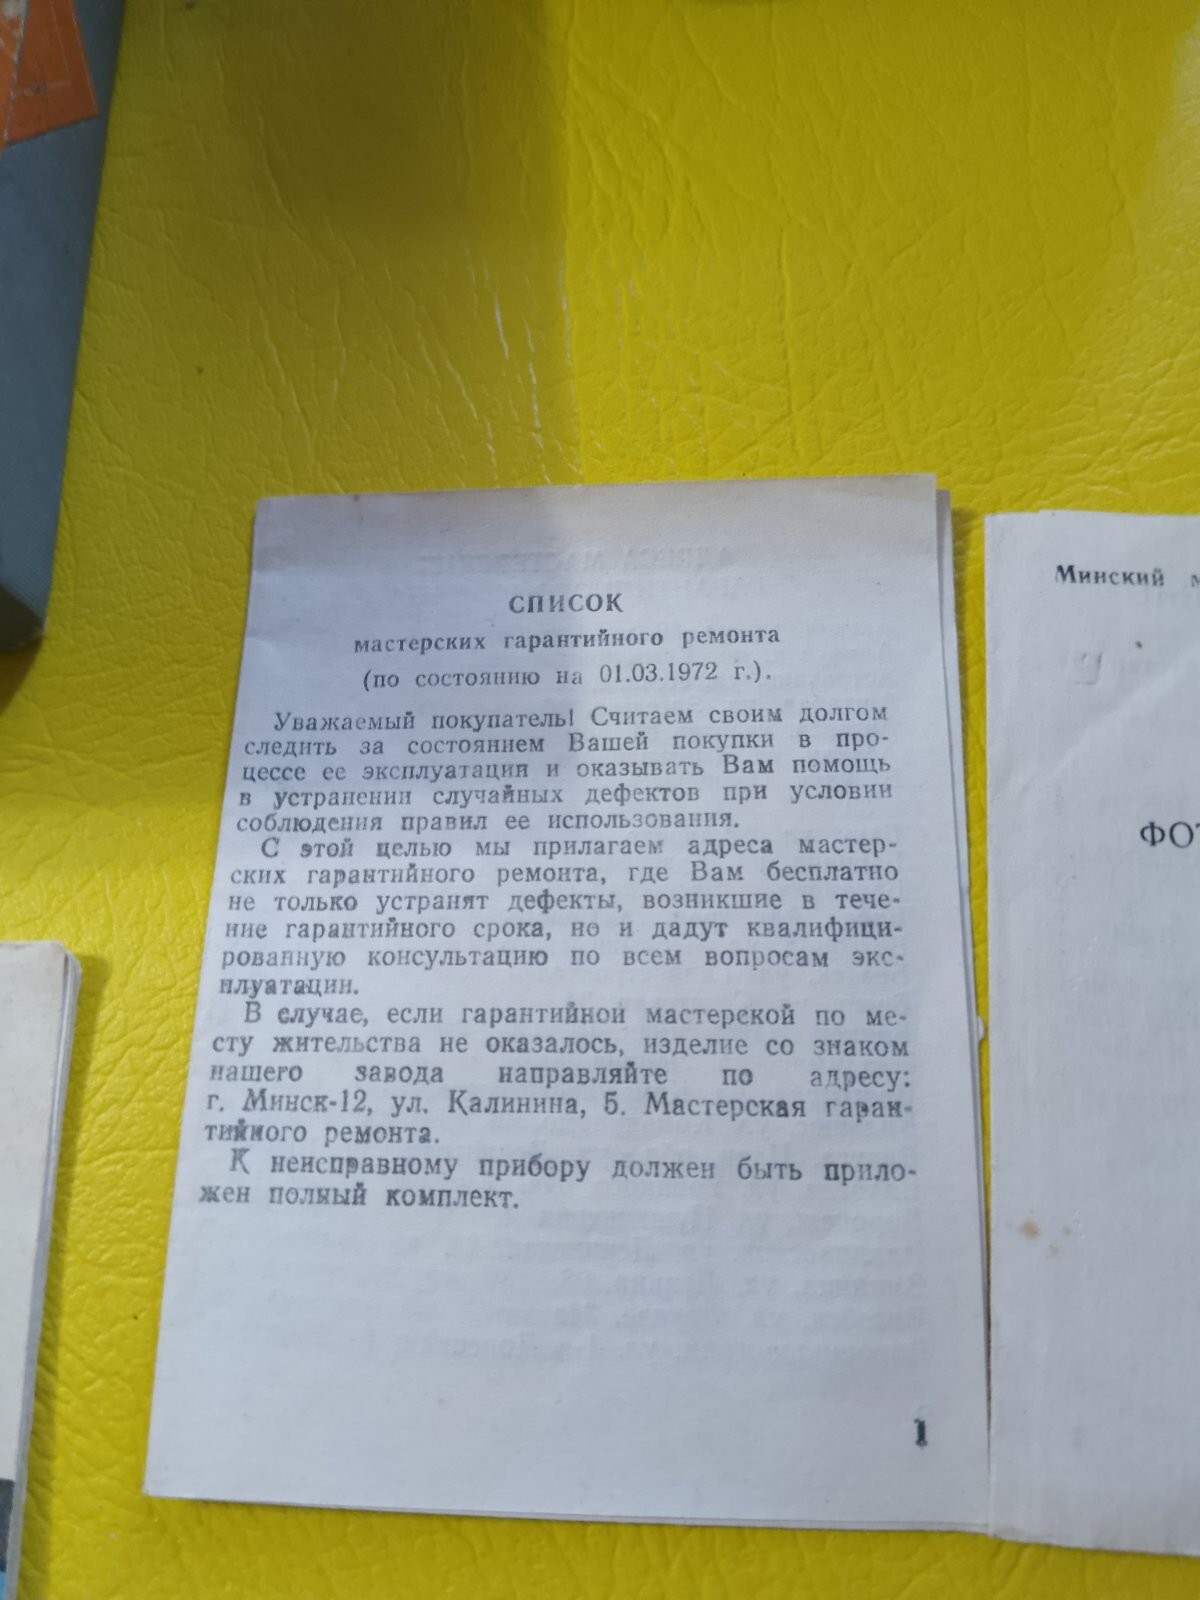 СПИСОК
мастерских гарантийного ремонта
(по состоянию на 01.03.1972 г.).
Уважаемый покупатель! Считаем своим долгом
следить за состоянием Вашей покупки в про-
цессе ее эксплуатации и оказывать Вам помощь
в устранении случайных дефектов при условии
соблюдения правил ее использования.
С этой целью мы прилагаем адреса мастер-
ских гарантийного ремонта, где Вам бесплатно
не только устранят дефекты, возникшие в тече-
ние гарантийного срока, но и дадут квалифици-
рованную консультацию по всем вопросам экс-
плуатации.
В случае, если гарантийной мастерской по ме-
сту жительства не оказалось, изделие со знаком
нашего завода направляйте по адресу:
г. Минск-12, ул. Калинина, 5. Мастерская гаран-
тийного ремонта.
К неисправному прибору должен быть прило-
жен полный комплект.
1
Минский м
ФОТ